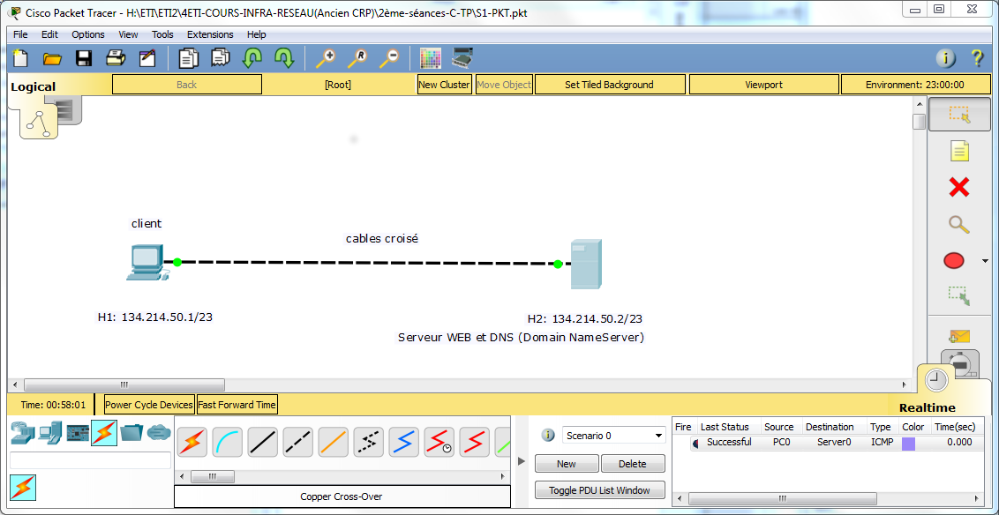 Cisco Packet Tracer - H:\ETI\ETI2\4ETI-COURS-INFRA-RESEAU(Ancien CRP)\2ème-séances-C-TP\S1-PKT.pkt
File Edit Options View Tools Extensions Help
Logical Back [Root] New Cluster Move Object Set Tiled Background Viewport Environment: 23:00:00
client
cables croisé
H1: 134.214.50.1/23
H2: 134.214.50.2/23
Serveur WEB et DNS (Domain NameServer)
Time: 00:58:01 Power Cycle Devices Fast Forward Time
Realtime
Scenario 0
New Delete
Toggle PDU List Window
Fire Last Status Source Destination Type Color Time(sec)
Successful PC0 Server0 ICMP 0.000
Copper Cross-Over